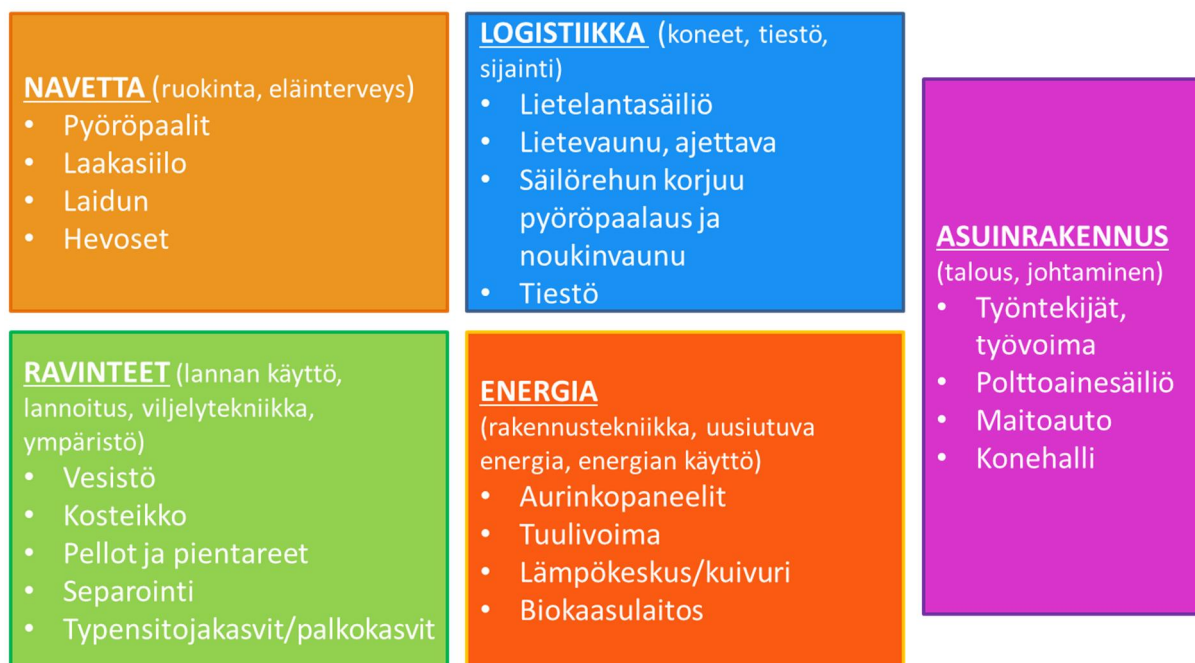 NAVETTA (ruokinta, eläinterveys)
• Pyöröpaalit
• Laakasiilo
• Laidun
• Hevoset
LOGISTIIKKA (koneet, tiestö,
sijainti)
• Lietelantasäiliö
• Lietevaunu, ajettava
• Säilörehun korjuu
pyöröpaalaus ja
noukinvaunu
• Tiestö
RAVINTEET (lannan käyttö,
lannoitus, viljelytekniikka,
ympäristö)
• Vesistö
• Kosteikko
• Pellot ja pientareet
• Separointi
• Typensitojakasvit/palkokasvit
ENERGIA
(rakennustekniikka, uusiutuva
energia, energian käyttö)
• Aurinkopaneelit
• Tuulivoima
• Lämpökeskus/kuivuri
• Biokaasulaitos
ASUINRAKENNUS
(talous, johtaminen)
• Työntekijät,
työvoima
• Polttoainesäiliö
• Maitoauto
• Konehalli